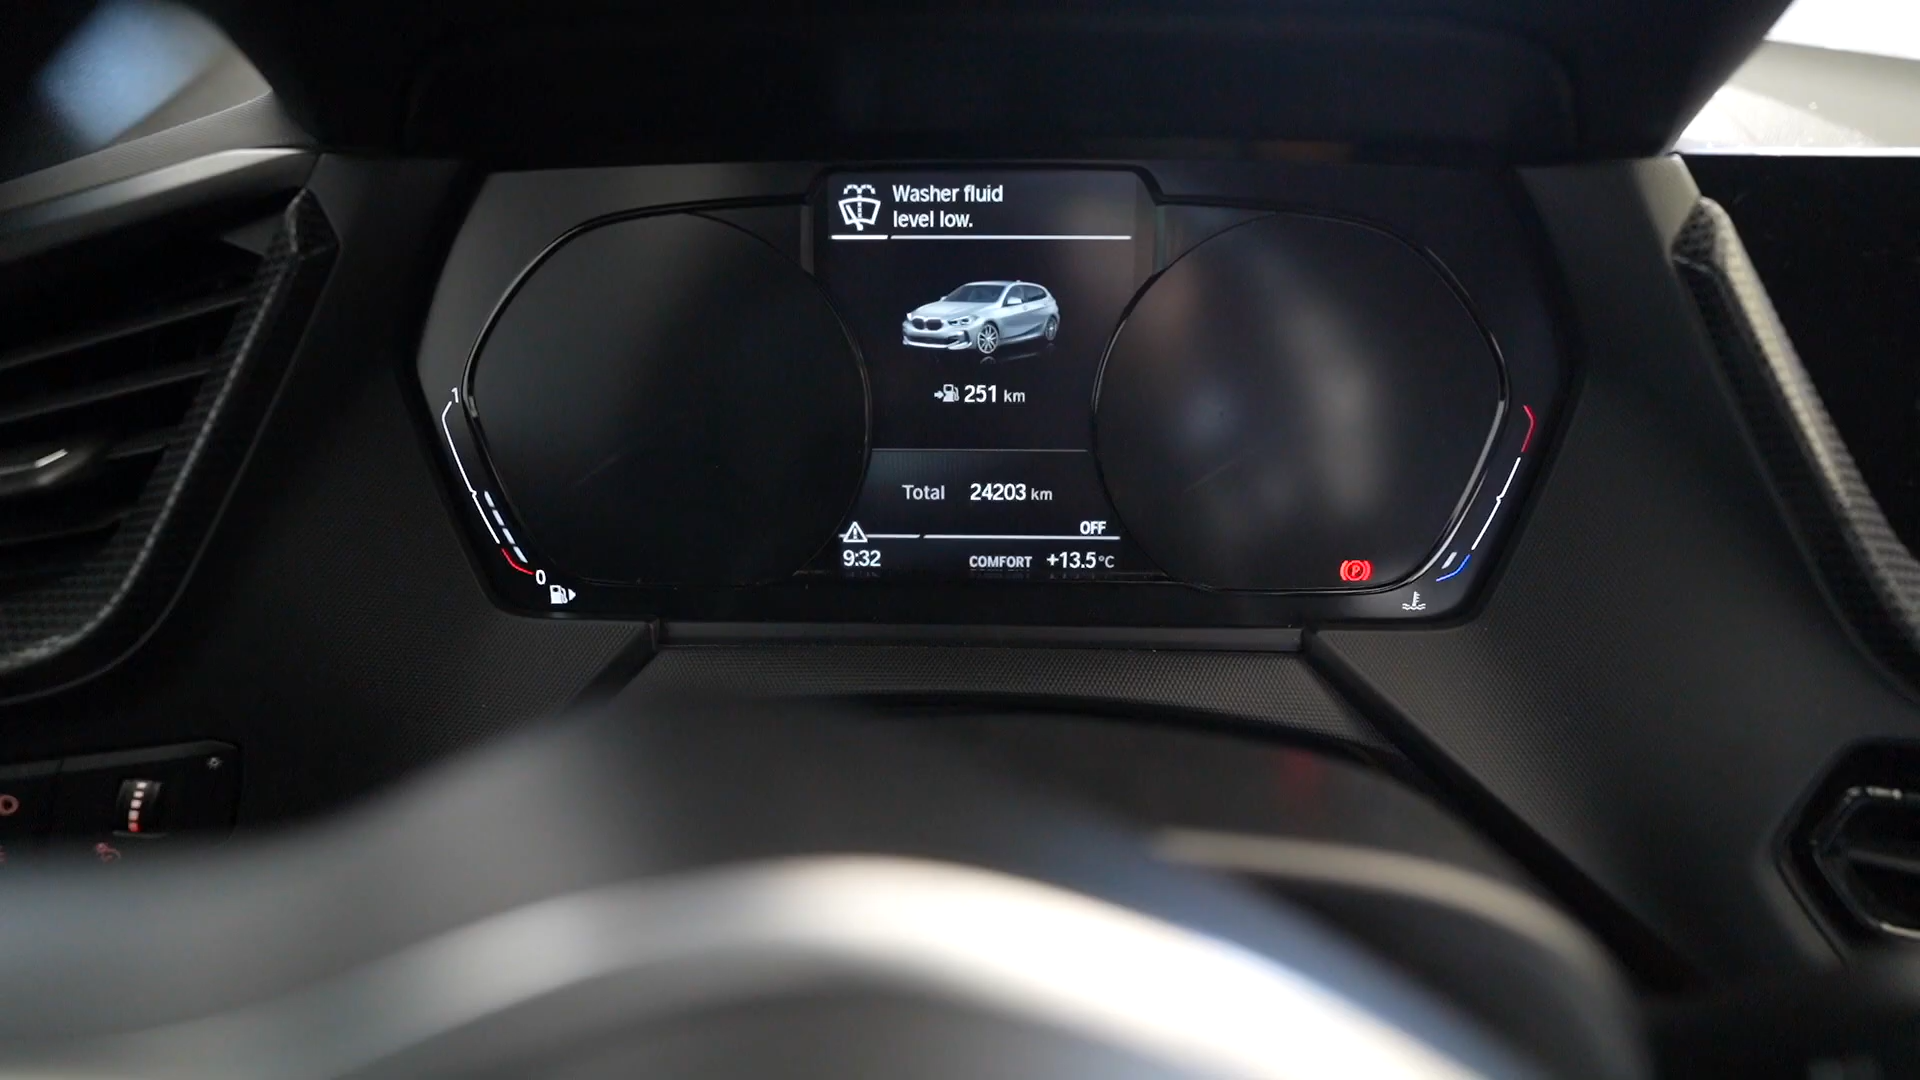 Washer fluid
level low.
251 km
Total 24203 km
OFF
9:32 COMFORT +13.5°C
1
0
P